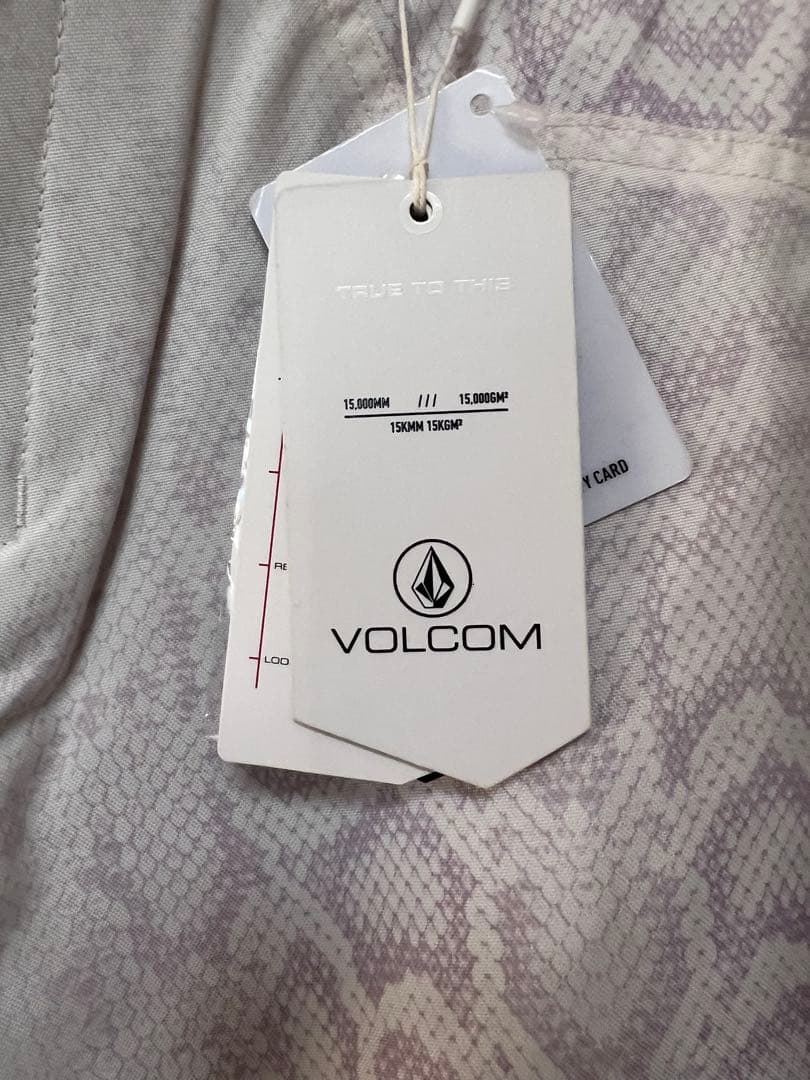 TRUE TO THIS
15,000MM /// 15,000GM²
15KMM 15KGM²
Y CARD
RE
LOO
VOLCOM